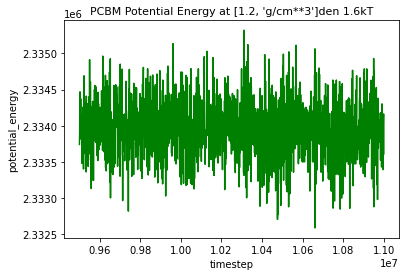 PCBM Potential Energy at [1.2, 'g/cm**3']den 1.6kT
1e6
2.3350
2.3345
2.3340
2.3335
2.3330
2.3325
potential_energy
0.96 0.98 1.00 1.02 1.04 1.06 1.08 1.10
timestep
1e7